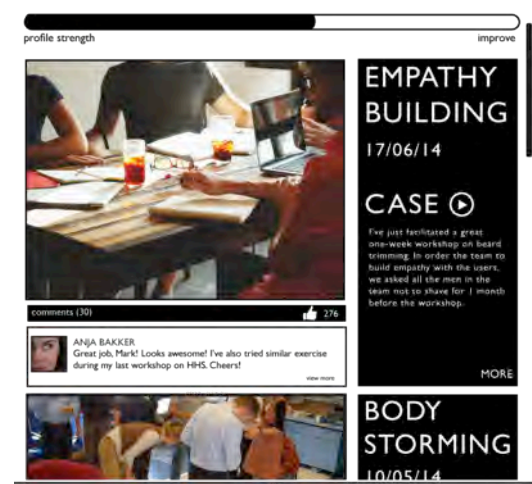 profile strength
improve
EMPATHY
BUILDING
17/06/14
CASE
I've just facilitated a great
one-week workshop on beard
trimming. In order the team to
build empathy with the users,
we asked all the men in the
team not to shave for 1 month
before the workshop.
MORE
comments (30)
276
ANJA BAKKER
Great job, Mark! Looks awesome! I've also tried similar exercise
during my last workshop on HHS. Cheers!
view more
BODY
STORMING
10/05/14